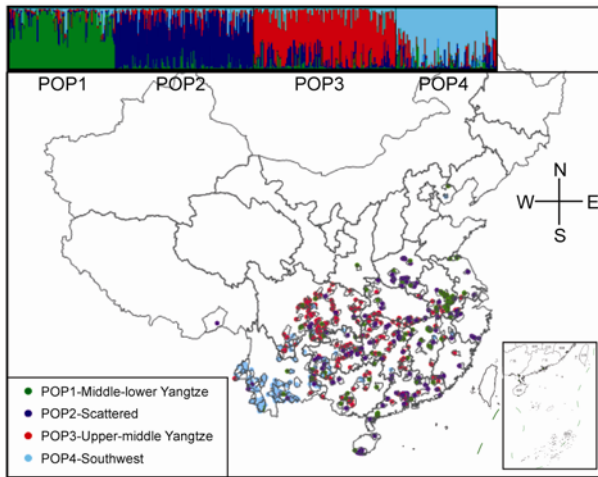 POP1 POP2 POP3 POP4
N
W E
S
POP1-Middle-lower Yangtze
POP2-Scattered
POP3-Upper-middle Yangtze
POP4-Southwest